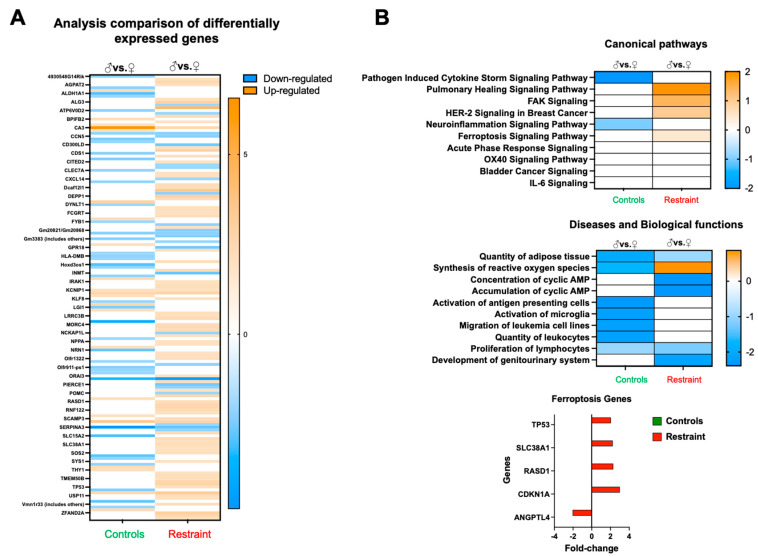 A
Analysis comparison of differentially
expressed genes
♂vs.♀ ♂vs.♀
Down-regulated
Up-regulated
4930548G14Rik
AGPAT2
ALDH1A1
ALG3
ATP6V0D2
BPIFB2
CA3
CCN5
CD300LD
CDS1
CITED2
CLEC7A
CXCL14
Dcaf12l1
DEPP1
DYNLT1
FCGRT
FYB1
Gm20821/Gm20868
Gm3383 (includes others)
GPR18
HLA-DMB
Hoxd3os1
INMT
IRAK1
KCNIP1
KLF8
LGI1
LRRC3B
MORC4
NCKAP1L
NPPA
NRN1
Olfr1322
Olfr911-ps1
ORAI3
PIERCE1
POMC
RASD1
RNF122
SCAMP3
SERPINA3
SLC15A2
SLC38A1
SOS2
SYS1
THY1
TMEM50B
TP53
USP11
Vmn1r33 (includes others)
ZFAND2A
5
0
Controls Restraint
B
Canonical pathways
♂vs.♀ ♂vs.♀
Pathogen Induced Cytokine Storm Signaling Pathway
Pulmonary Healing Signaling Pathway
FAK Signaling
HER-2 Signaling in Breast Cancer
Neuroinflammation Signaling Pathway
Ferroptosis Signaling Pathway
Acute Phase Response Signaling
OX40 Signaling Pathway
Bladder Cancer Signaling
IL-6 Signaling
2
1
0
-1
-2
Controls Restraint
Diseases and Biological functions
♂vs.♀ ♂vs.♀
Quantity of adipose tissue
Synthesis of reactive oxygen species
Concentration of cyclic AMP
Accumulation of cyclic AMP
Activation of antigen presenting cells
Activation of microglia
Migration of leukemia cell lines
Quantity of leukocytes
Proliferation of lymphocytes
Development of genitourinary system
0
-1
-2
Controls Restraint
Ferroptosis Genes
Controls
Restraint
Genes
TP53
SLC38A1
RASD1
CDKN1A
ANGPTL4
-4 -2 0 2 4
Fold-change